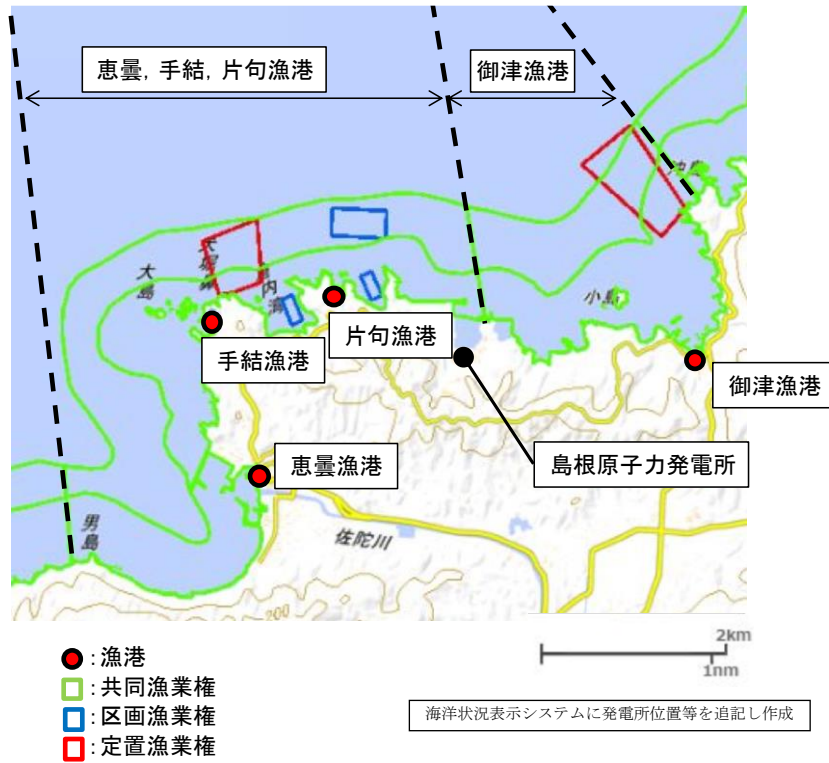 恵曇，手結，片句漁港
御津漁港
沖島
大島
小島
手結漁港
片句漁港
御津漁港
恵曇漁港
島根原子力発電所
男島
佐陀川
200
2km
1nm
：漁港
：共同漁業権
：区画漁業権
：定置漁業権
海洋状況表示システムに発電所位置等を追記し作成